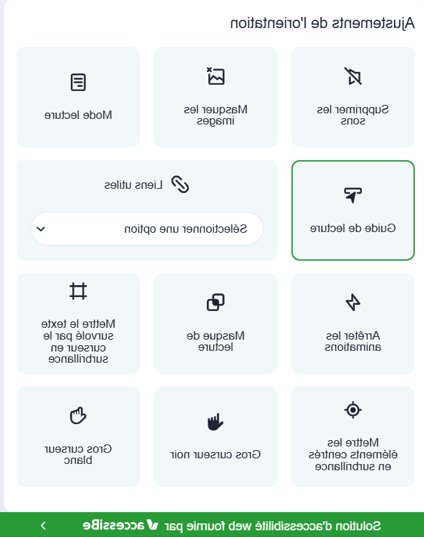 Ajustements de l'orientation
Supprimer les
sons
Masquer les
images
Mode lecture
Guide de lecture
Liens utiles
Sélectionner une option
Arrêter les
animations
Masque de
lecture
Mettre le texte
survolé par le
curseur en
surbrillance
Mettre les
éléments centrés
en surbrillance
Gros curseur noir
Gros curseur
blanc
Solution d'accessibilité web fournie par accessiBe